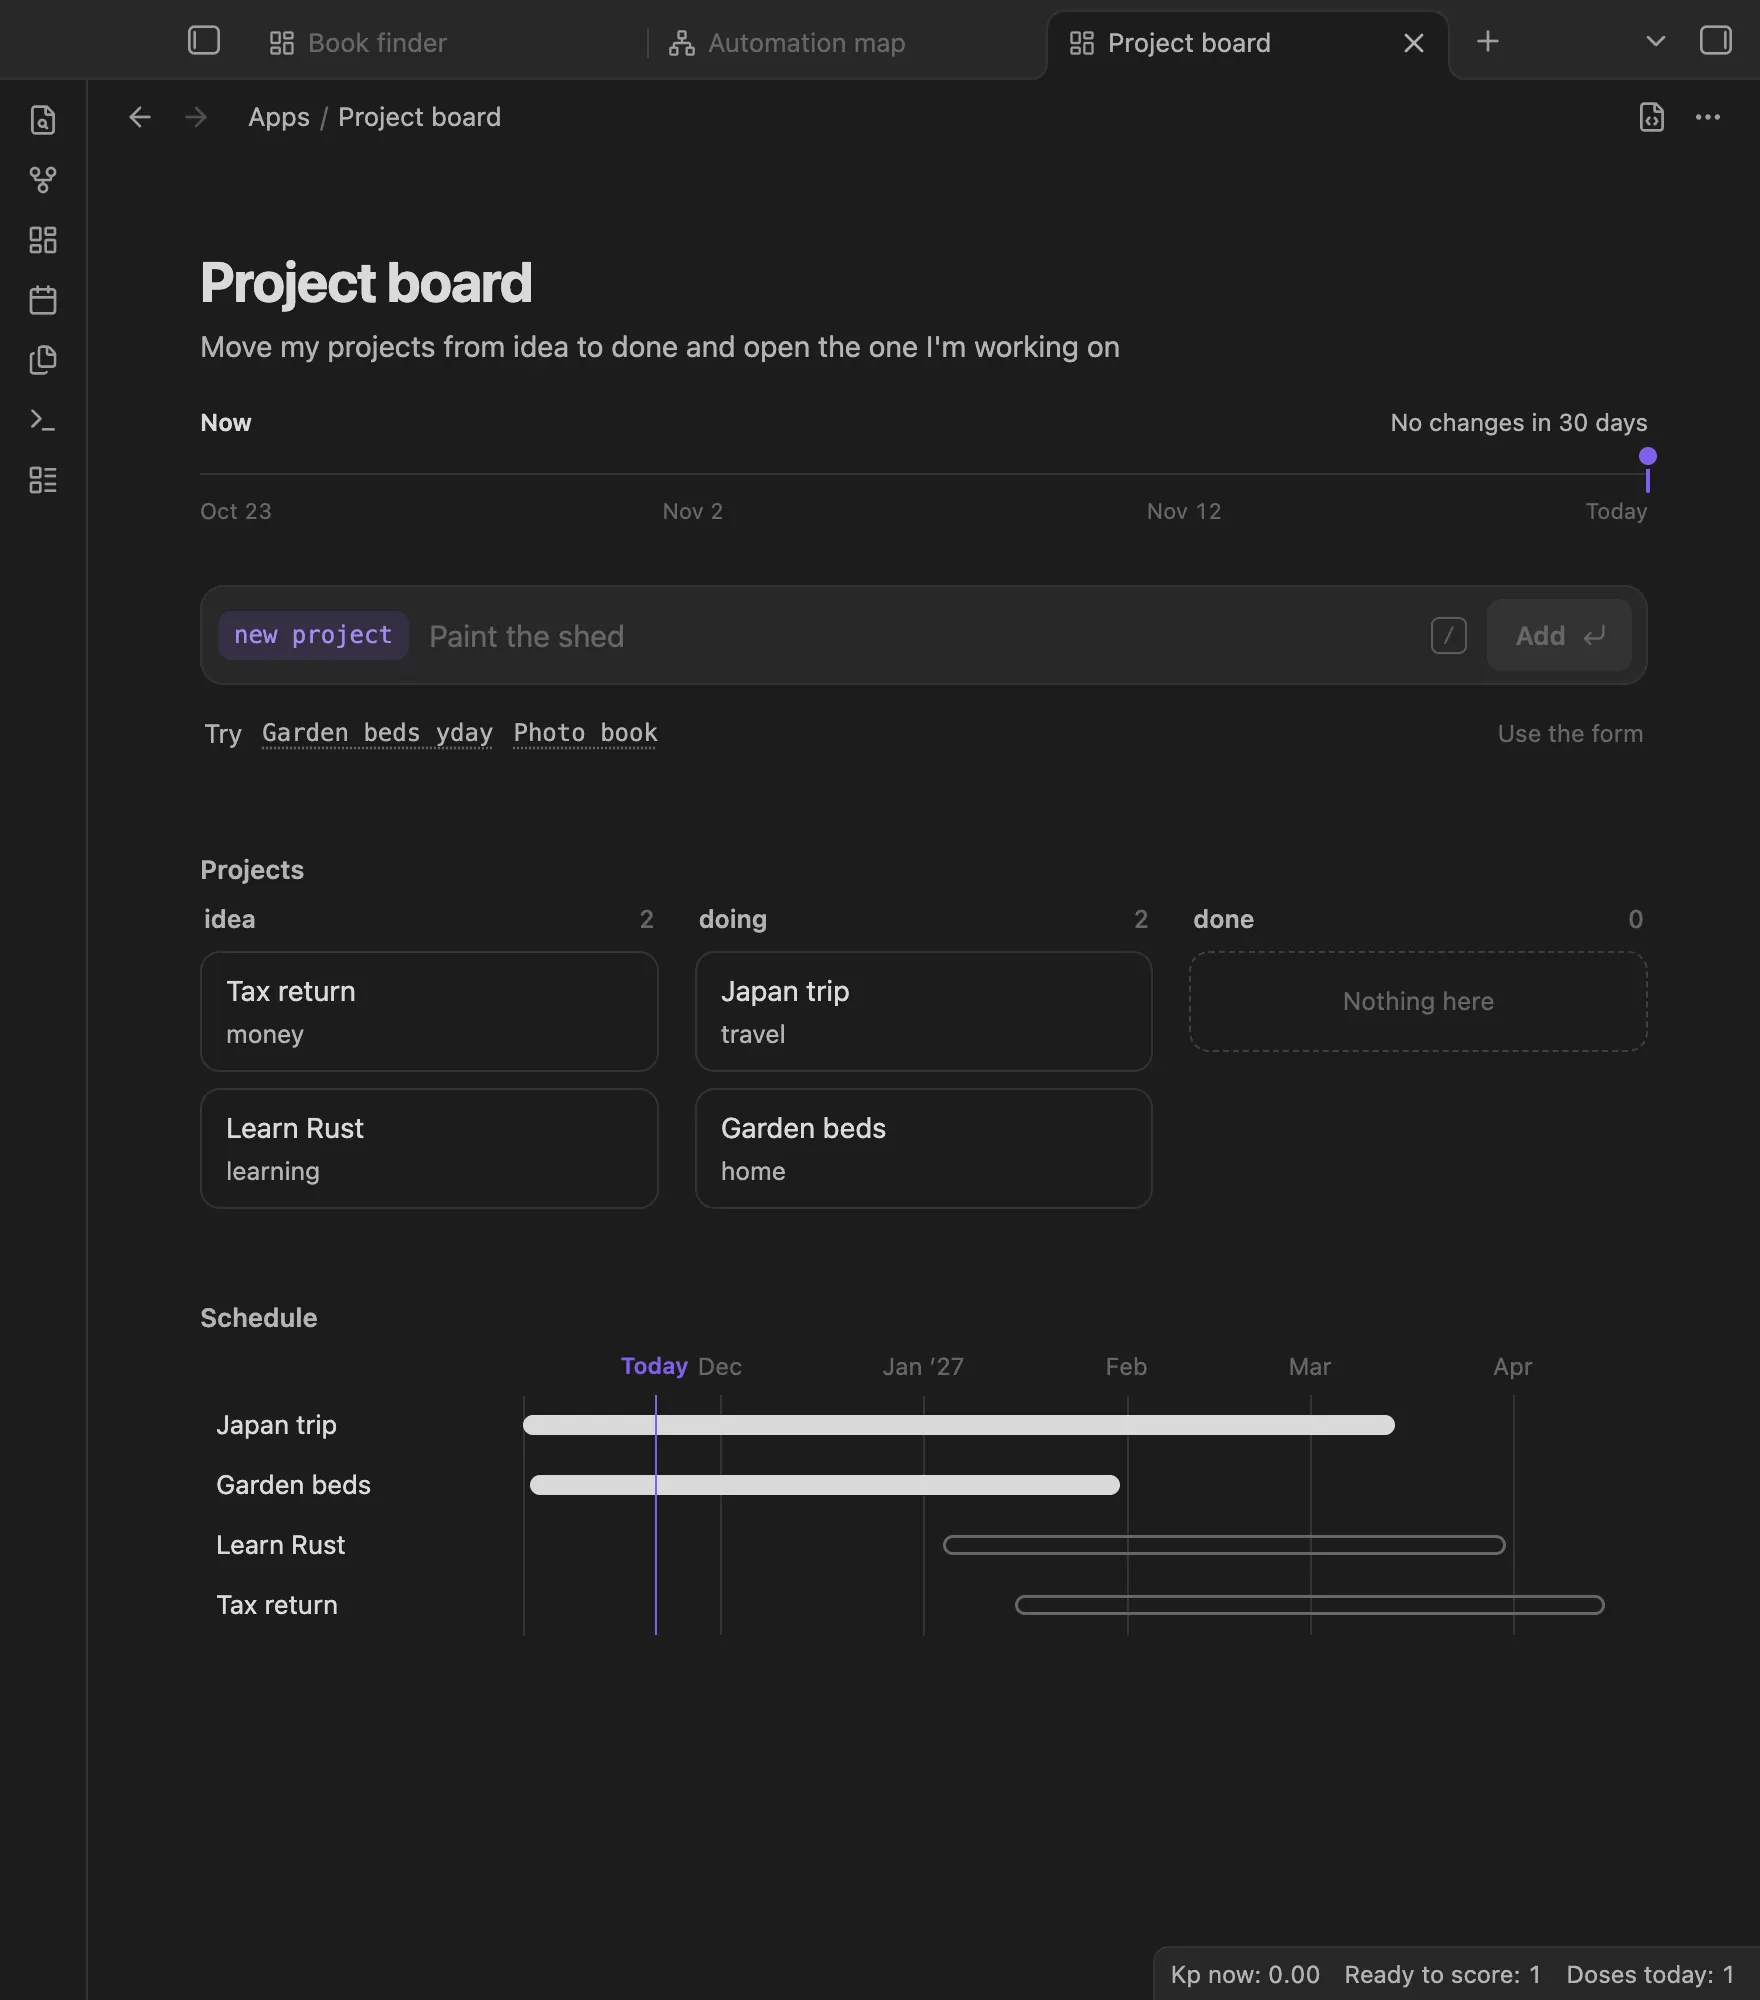 Book finder
Automation map
Project board
Apps / Project board
Project board
Move my projects from idea to done and open the one I'm working on
Now
No changes in 30 days
Oct 23
Nov 2
Nov 12
Today
new project
Paint the shed
/
Add
Try Garden beds yday Photo book
Use the form
Projects
idea 2
Tax return
money
Learn Rust
learning
doing 2
Japan trip
travel
Garden beds
home
done 0
Nothing here
Schedule
Today Dec Jan ’27 Feb Mar Apr
Japan trip
Garden beds
Learn Rust
Tax return
Kp now: 0.00 Ready to score: 1 Doses today: 1